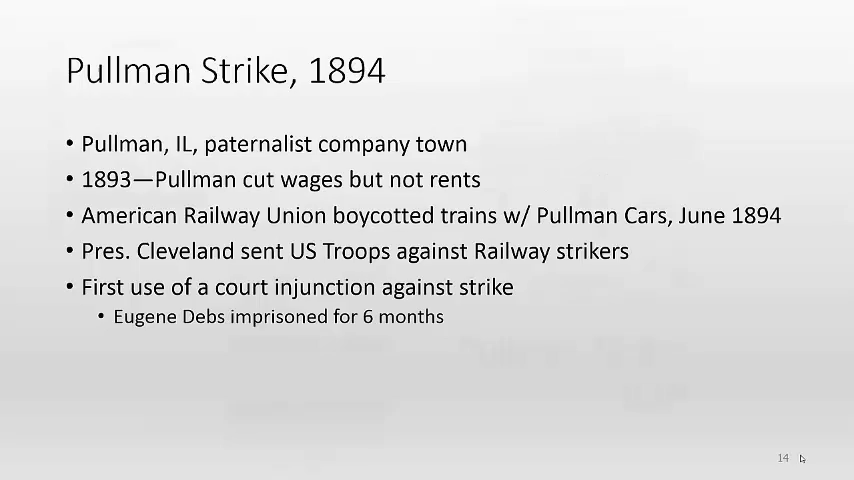 Pullman Strike, 1894
• Pullman, IL, paternalist company town
• 1893—Pullman cut wages but not rents
• American Railway Union boycotted trains w/ Pullman Cars, June 1894
• Pres. Cleveland sent US Troops against Railway strikers
• First use of a court injunction against strike
• Eugene Debs imprisoned for 6 months
14